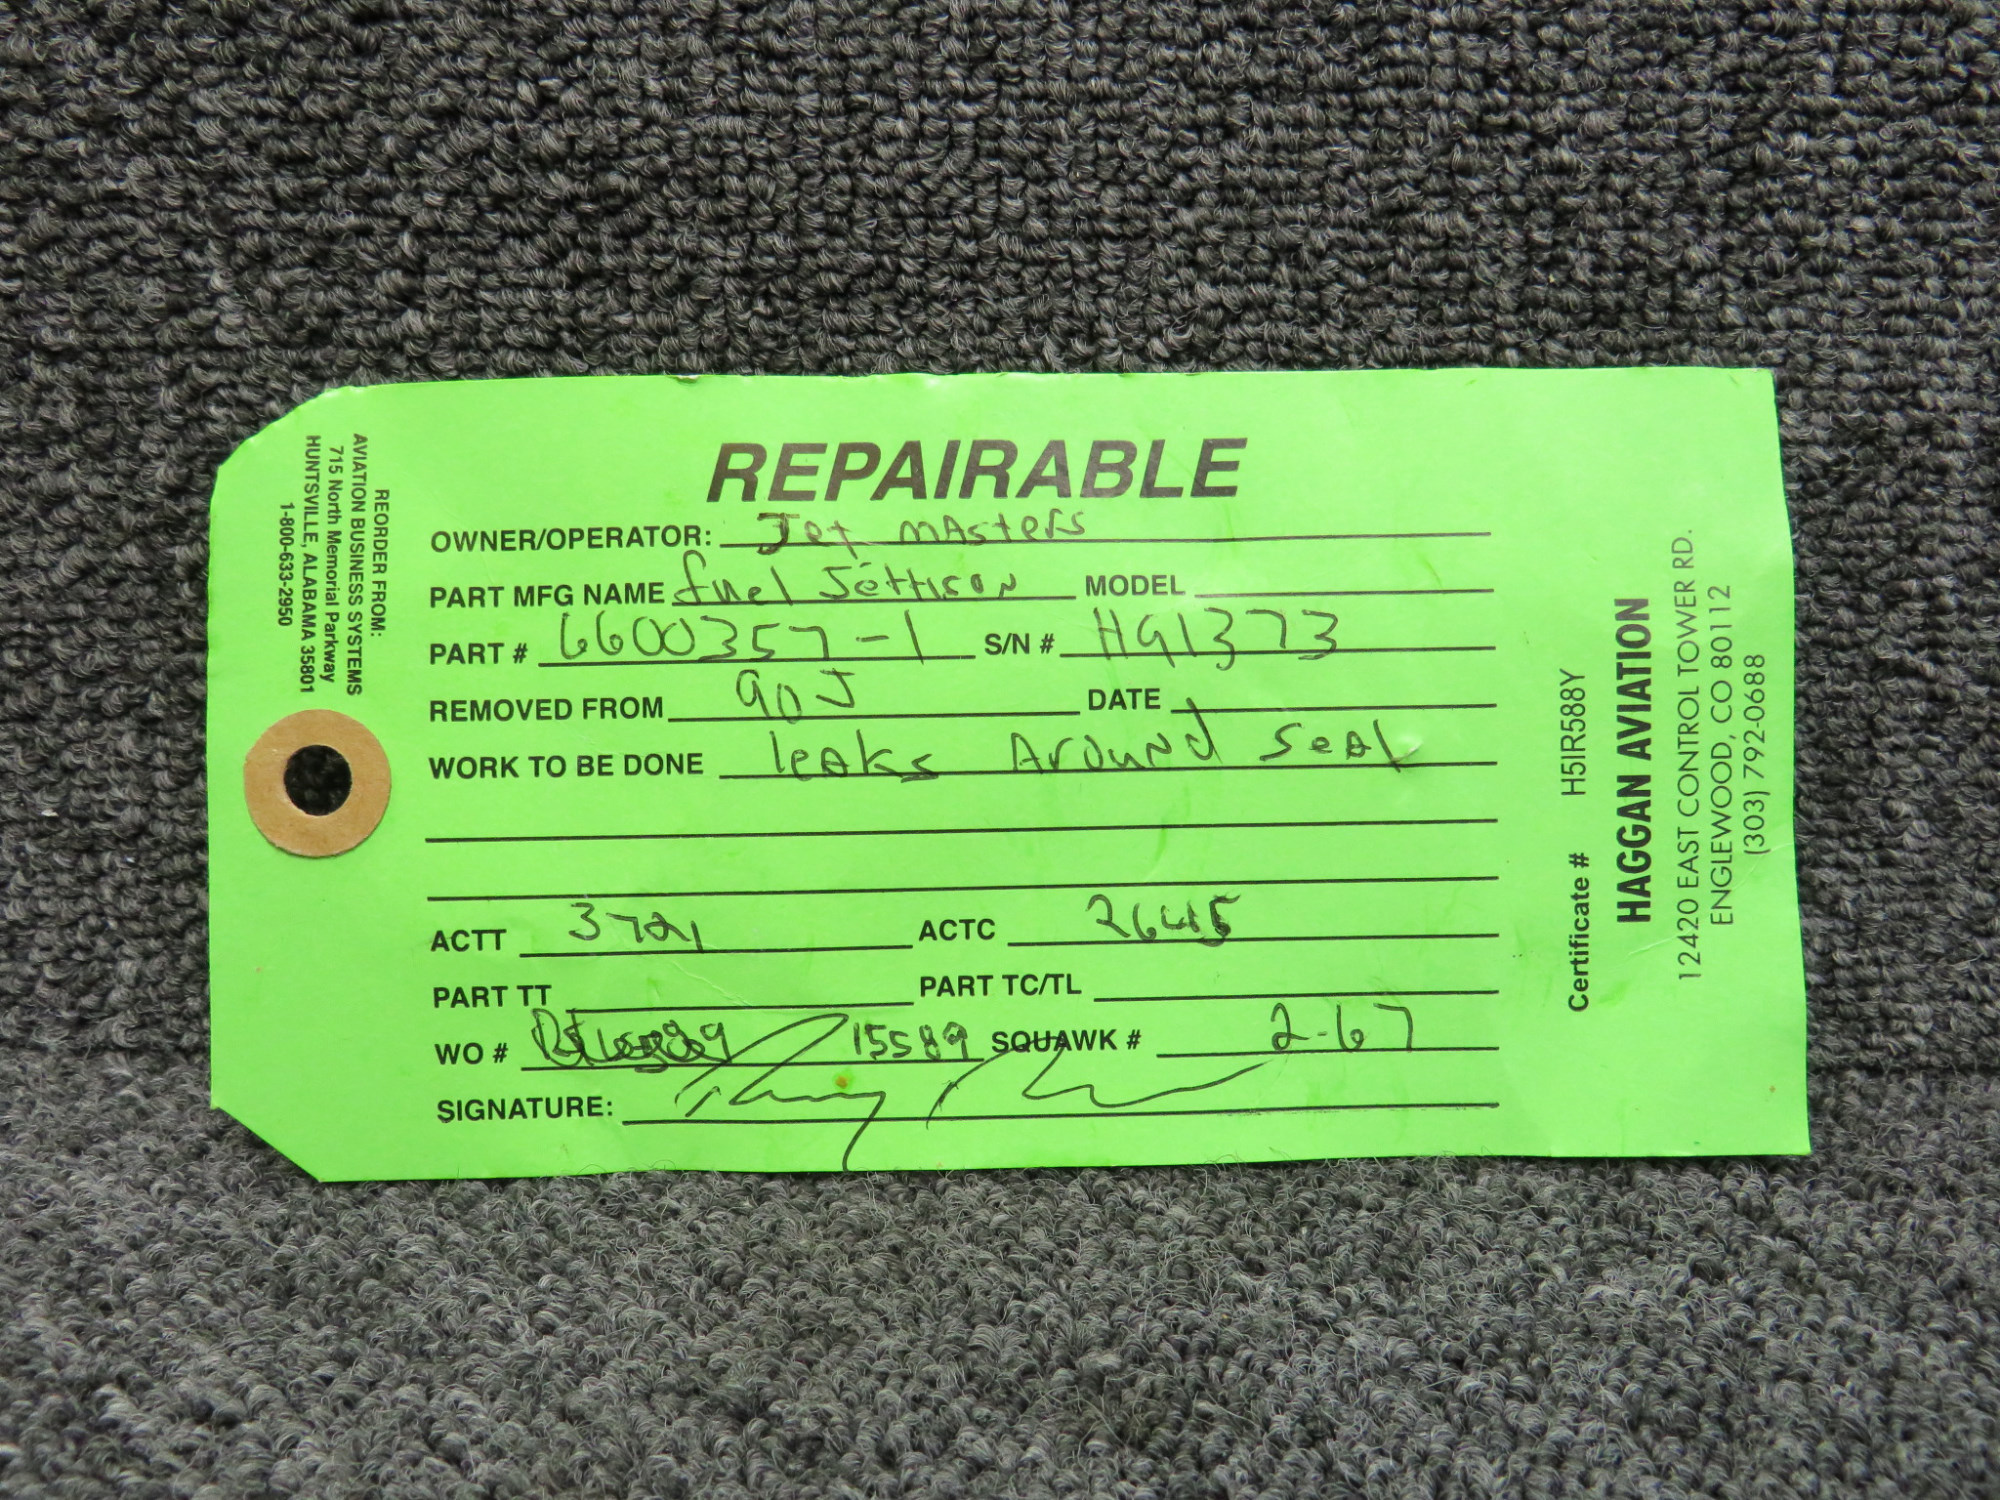 REPAIRABLE
OWNER/OPERATOR: Jet mAsters
PART MFG NAME fuel Jettison MODEL
PART # 6600357-1 S/N # HG1373
REMOVED FROM 90J DATE
WORK TO BE DONE leaks Around Seal
ACTT 3721 ACTC 2645
PART TT PART TC/TL
WO # 15589 SQUAWK # 2-67
SIGNATURE:
REORDER FROM:
AVIATION BUSINESS SYSTEMS
715 North Memorial Parkway
HUNTSVILLE, ALABAMA 35801
1-800-633-2950
Certificate # H5IR588Y
HAGGAN AVIATION
12420 EAST CONTROL TOWER RD.
ENGLEWOOD, CO 80112
(303) 792-0688